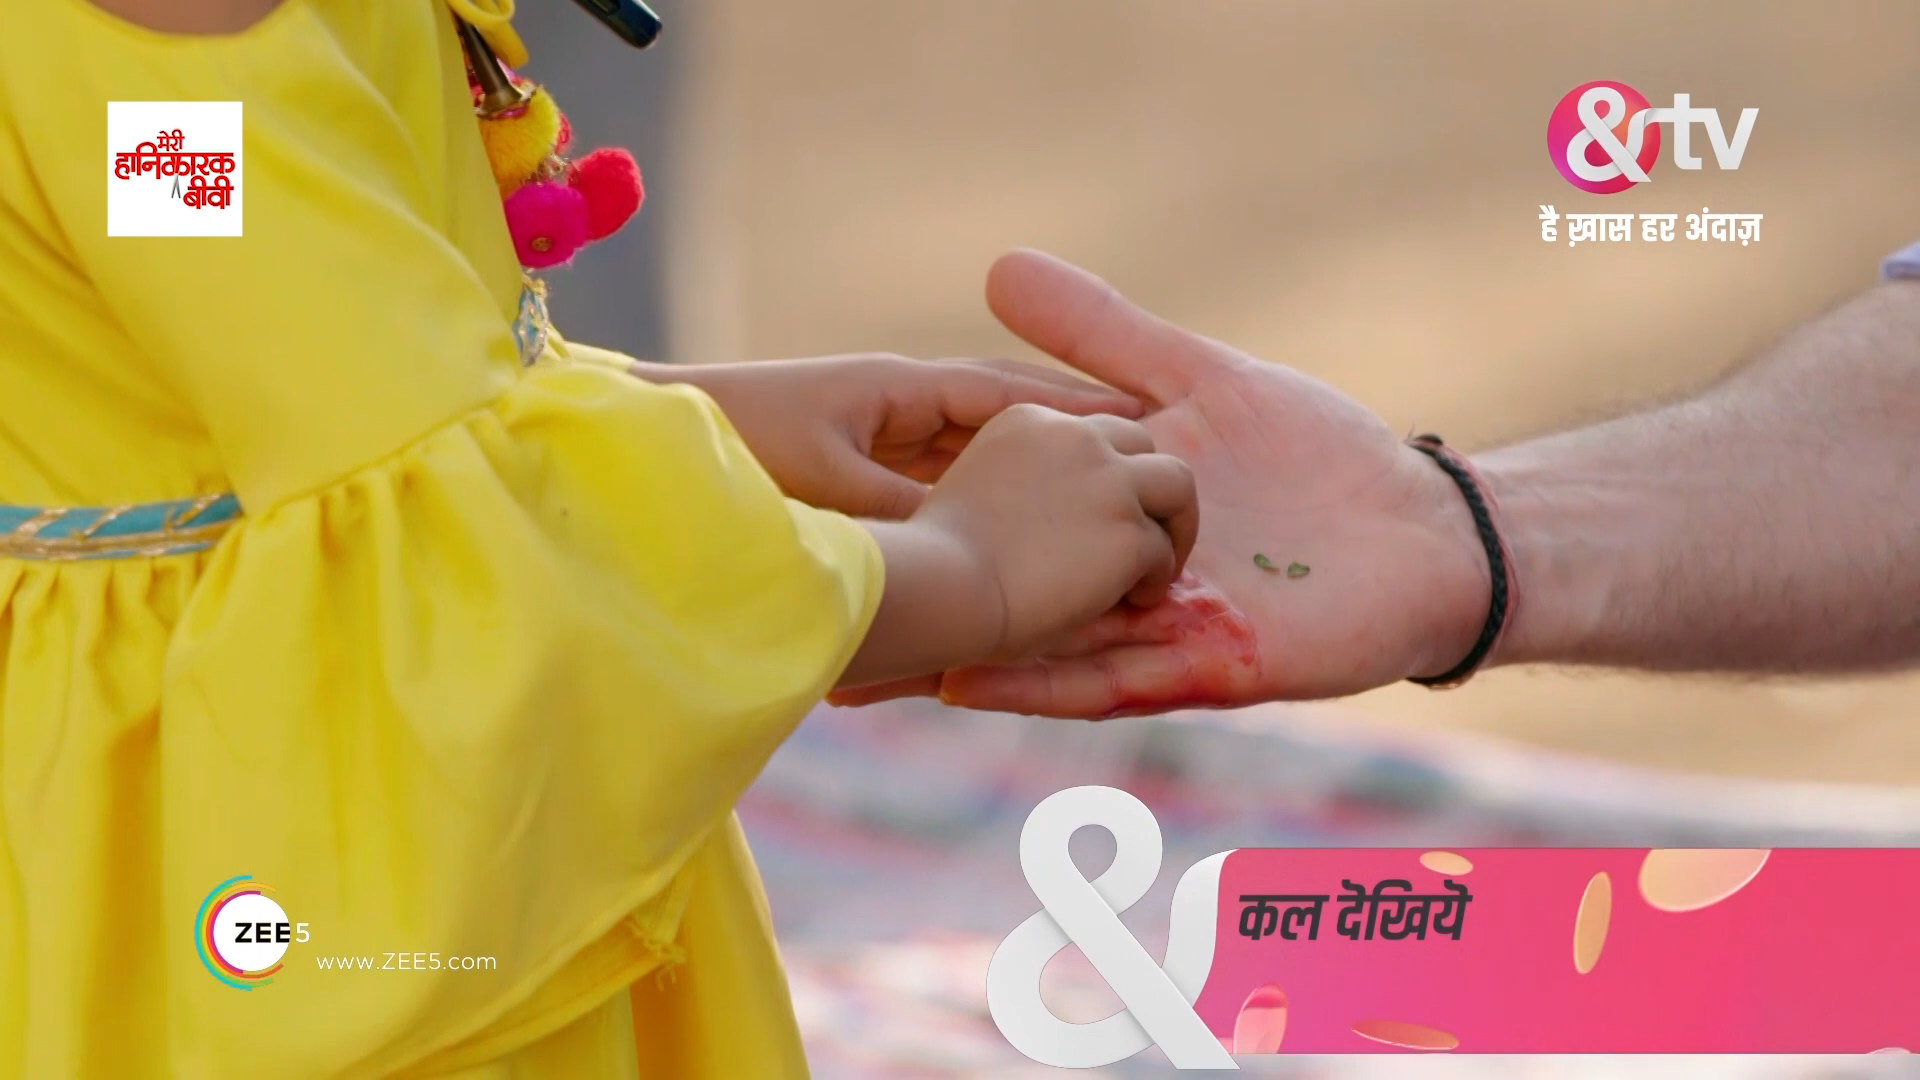 मेरी
हानिकारक
बीवी
&tv
है ख़ास हर अंदाज़
ZEE5
www.ZEE5.com
&
कल देखिये